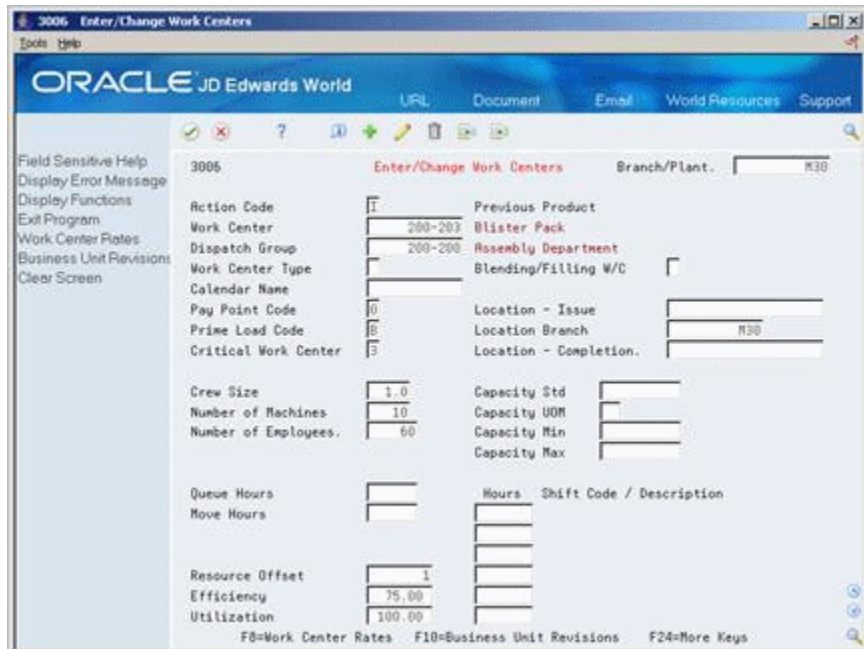 3006 Enter/Change Work Centers
Tools Help
ORACLE JD Edwards World
URL Document Email World Resources Support
Field Sensitive Help
Display Error Message
Display Functions
Exit Program
Work Center Rates
Business Unit Revisions
Clear Screen
3006 Enter/Change Work Centers Branch/Plant. M30
Action Code I Previous Product
Work Center 200-203 Blister Pack
Dispatch Group 200-200 Assembly Department
Work Center Type Blending/Filling W/C
Calendar Name
Pay Point Code 0 Location - Issue
Prime Load Code B Location Branch M30
Critical Work Center 3 Location - Completion.
Crew Size 1.0 Capacity Std
Number of Machines 10 Capacity UOM
Number of Employees. 60 Capacity Min
Capacity Max
Queue Hours Hours Shift Code / Description
Move Hours
Resource Offset 1
Efficiency 75.00
Utilization 100.00
F8=Work Center Rates F10=Business Unit Revisions F24=More Keys